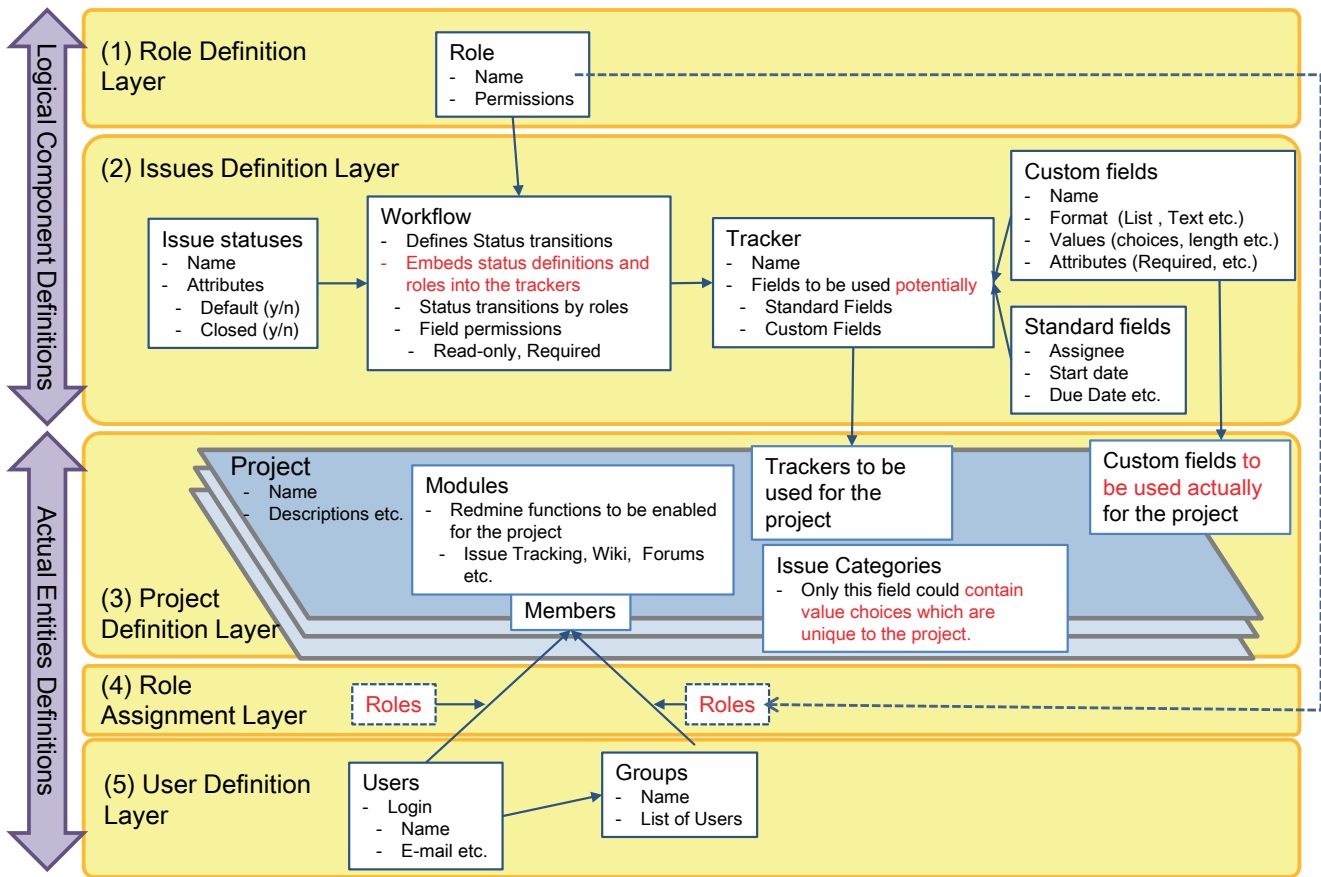 Logical Component Definitions
Actual Entities Definitions
(1) Role Definition
Layer
Role
- Name
- Permissions
(2) Issues Definition Layer
Issue statuses
- Name
- Attributes
- Default (y/n)
- Closed (y/n)
Workflow
- Defines Status transitions
- Embeds status definitions and
roles into the trackers
- Status transitions by roles
- Field permissions
- Read-only, Required
Tracker
- Name
- Fields to be used potentially
- Standard Fields
- Custom Fields
Custom fields
- Name
- Format (List , Text etc.)
- Values (choices, length etc.)
- Attributes (Required, etc.)
Standard fields
- Assignee
- Start date
- Due Date etc.
(3) Project
Definition Layer
Project
- Name
- Descriptions etc.
Modules
- Redmine functions to be enabled
for the project
- Issue Tracking, Wiki, Forums
etc.
Members
Trackers to be
used for the
project
Custom fields to
be used actually
for the project
Issue Categories
- Only this field could contain
value choices which are
unique to the project.
(4) Role
Assignment Layer
Roles
Roles
(5) User Definition
Layer
Users
- Login
- Name
- E-mail etc.
Groups
- Name
- List of Users